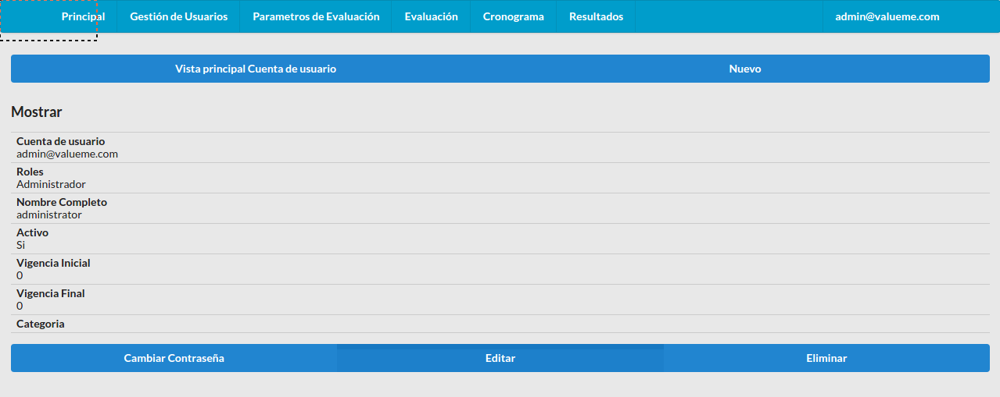 Principal Gestión de Usuarios Parametros de Evaluación Evaluación Cronograma Resultados admin@valueme.com
Vista principal Cuenta de usuario Nuevo
Mostrar
Cuenta de usuario
admin@valueme.com
Roles
Administrador
Nombre Completo
administrator
Activo
Si
Vigencia Inicial
0
Vigencia Final
0
Categoria
Cambiar Contraseña Editar Eliminar